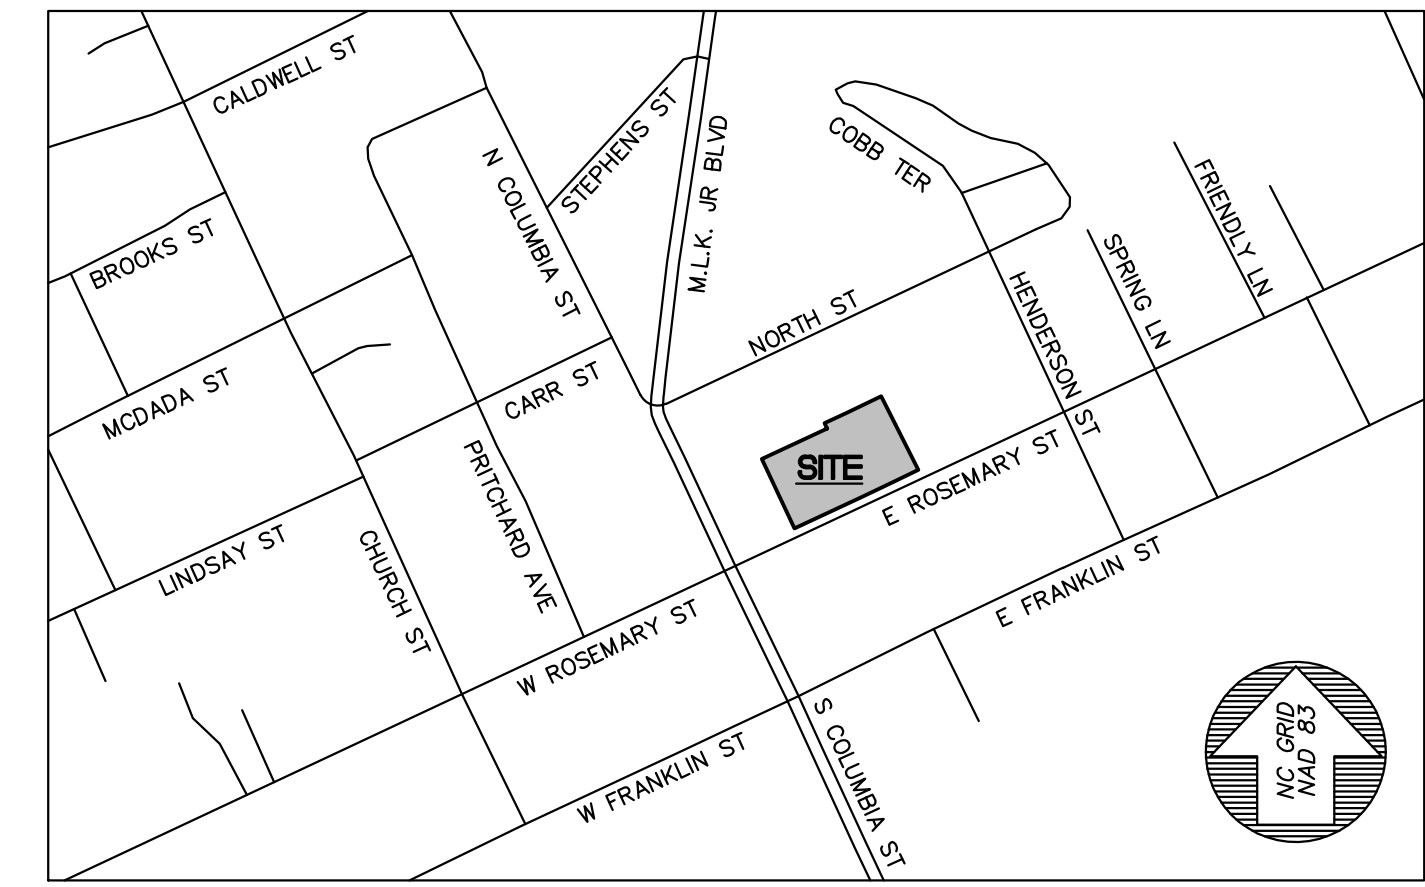 CALDWELL ST
STEPHENS ST
M.L.K. JR BLVD
COBB TER
N COLUMBIA ST
FRIENDLY LN
BROOKS ST
SPRING LN
HENDERSON ST
NORTH ST
MCDADA ST
CARR ST
SITE
PRITCHARD AVE
E ROSEMARY ST
LINDSAY ST
CHURCH ST
E FRANKLIN ST
W ROSEMARY ST
S COLUMBIA ST
W FRANKLIN ST
NC GRID
NAD 83